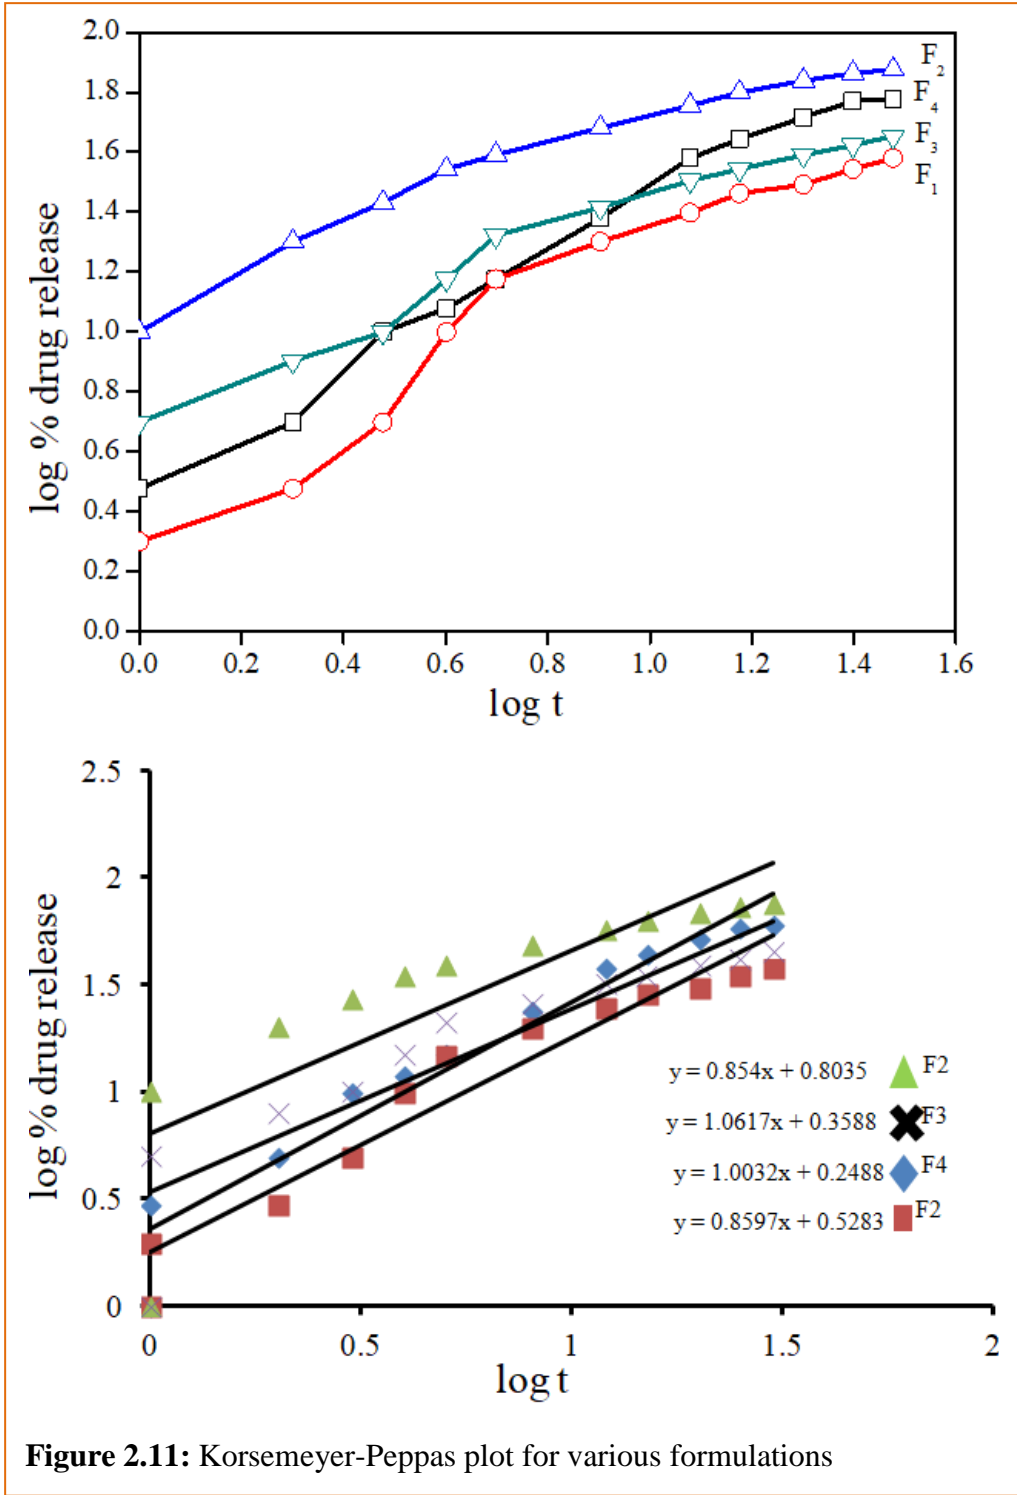 2.0
1.8
1.6
1.4
1.2
1.0
0.8
0.6
0.4
0.2
0.0
log % drug release
F2
F4
F3
F1
0.0 0.2 0.4 0.6 0.8 1.0 1.2 1.4 1.6
log t
2.5
2
1.5
1
0.5
0
log % drug release
y = 0.854x + 0.8035 F2
y = 1.0617x + 0.3588 F3
y = 1.0032x + 0.2488 F4
y = 0.8597x + 0.5283 F2
0 0.5 1 1.5 2
log t
Figure 2.11: Korsemeyer-Peppas plot for various formulations